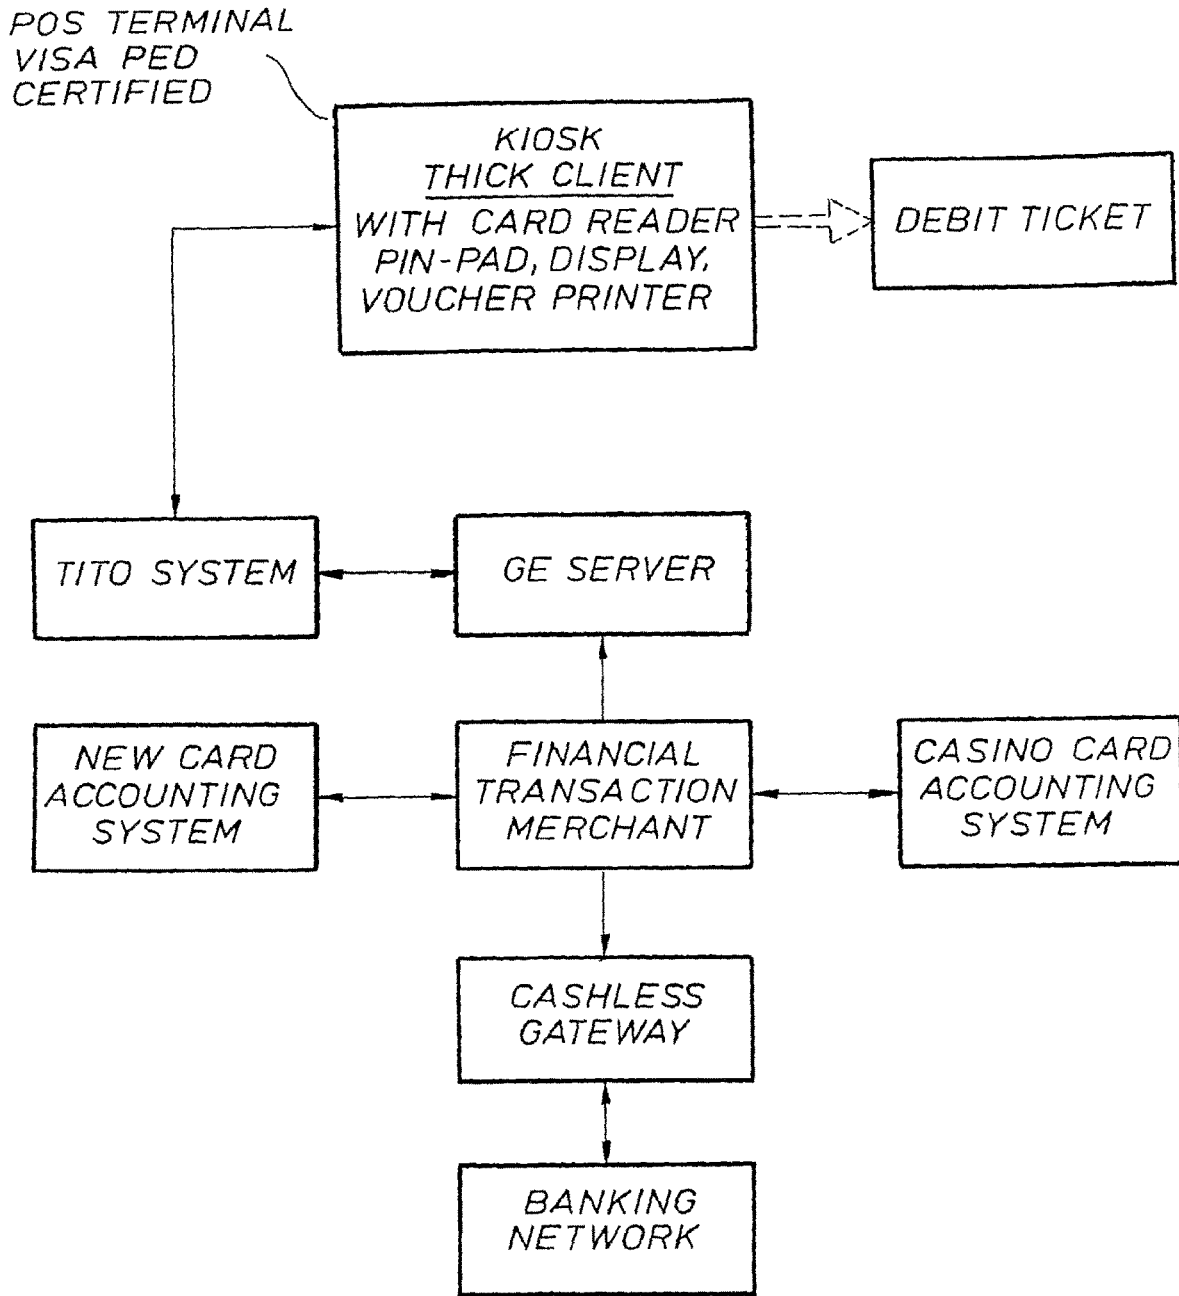 POS TERMINAL
VISA PED
CERTIFIED
KIOSK
THICK CLIENT
WITH CARD READER
PIN-PAD, DISPLAY,
VOUCHER PRINTER
DEBIT TICKET
TITO SYSTEM
GE SERVER
NEW CARD
ACCOUNTING
SYSTEM
FINANCIAL
TRANSACTION
MERCHANT
CASINO CARD
ACCOUNTING
SYSTEM
CASHLESS
GATEWAY
BANKING
NETWORK